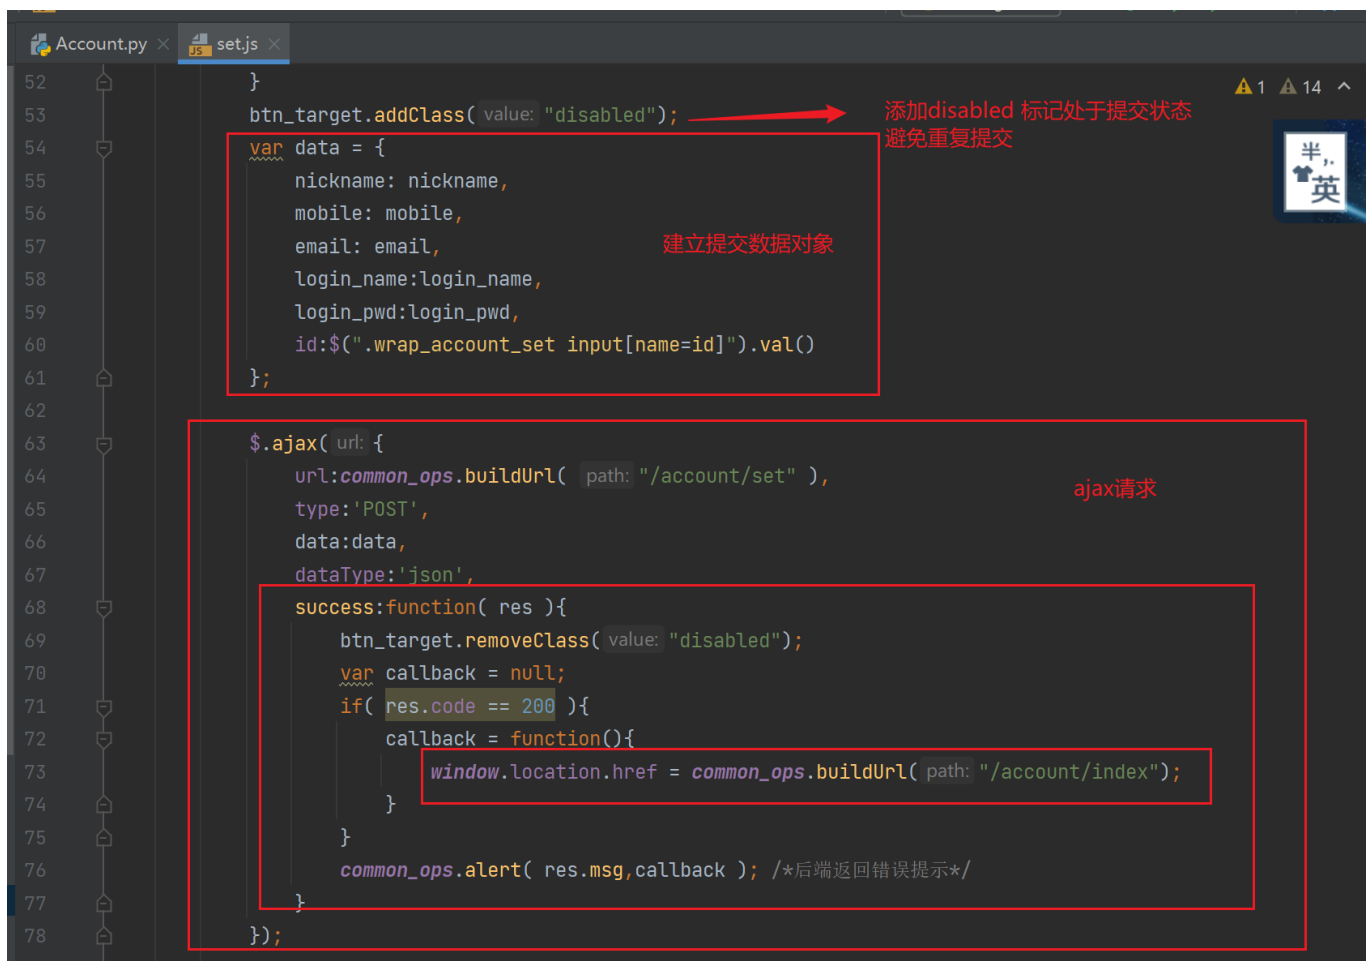 Account.py
set.js
1 14
52 }
53 btn_target.addClass( value: "disabled");
添加disabled 标记处于提交状态
避免重复提交
54 var data = {
55 nickname: nickname,
56 mobile: mobile,
57 email: email,
建立提交数据对象
58 login_name:login_name,
59 login_pwd:login_pwd,
60 id:$(".wrap_account_set input[name=id]").val()
61 };
62
63 $.ajax( url: {
64 url:common_ops.buildUrl( path: "/account/set" ),
65 type:'POST',
ajax请求
66 data:data,
67 dataType:'json',
68 success:function( res ){
69 btn_target.removeClass( value: "disabled");
70 var callback = null;
71 if( res.code == 200 ){
72 callback = function(){
73 window.location.href = common_ops.buildUrl( path: "/account/index");
74 }
75 }
76 common_ops.alert( res.msg,callback ); /*后端返回错误提示*/
77 }
78 });
半,.
英